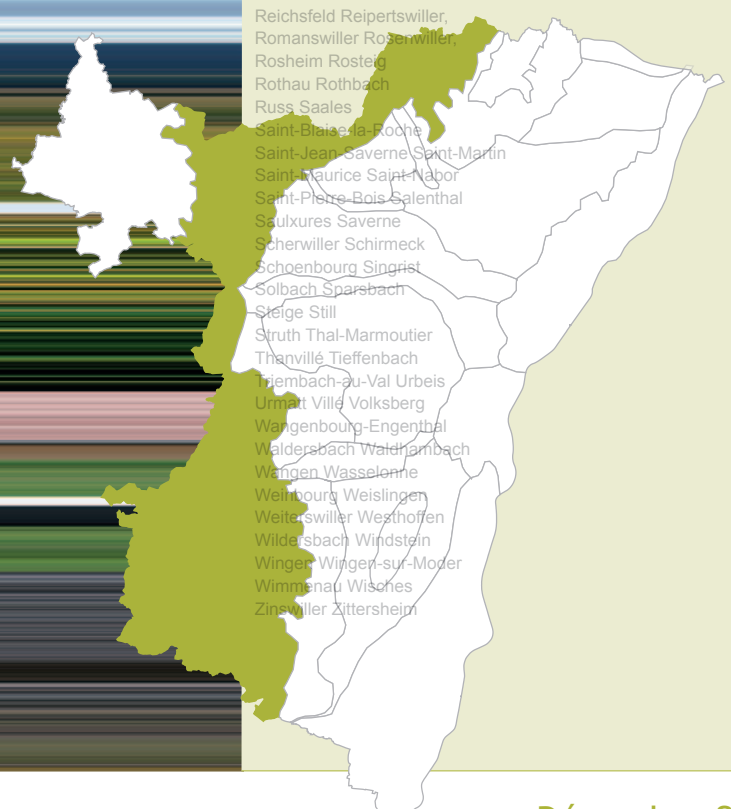 Reichsfeld Reipertswiller,
Romanswiller Rosenwiller,
Rosheim Rosteig
Rothau Rothbach
Russ Saales
Saint-Blaise-la-Roche
Saint-Jean-Saverne Saint-Martin
Saint-Maurice Saint-Nabor
Saint-Pierre-Bois Salenthal
Saulxures Saverne
Scherwiller Schirmeck
Schoenbourg Singrist
Solbach Sparsbach
Steige Still
Struth Thal-Marmoutier
Thanvillé Tieffenbach
Triembach-au-Val Urbeis
Urmatt Villé Volksberg
Wangenbourg-Engenthal
Waldersbach Waldhambach
Wangen Wasselonne
Weinbourg Weislingen
Weiterswiller Westhoffen
Wildersbach Windstein
Wingen Wingen-sur-Moder
Wimmenau Wisches
Zinswiller Zittersheim